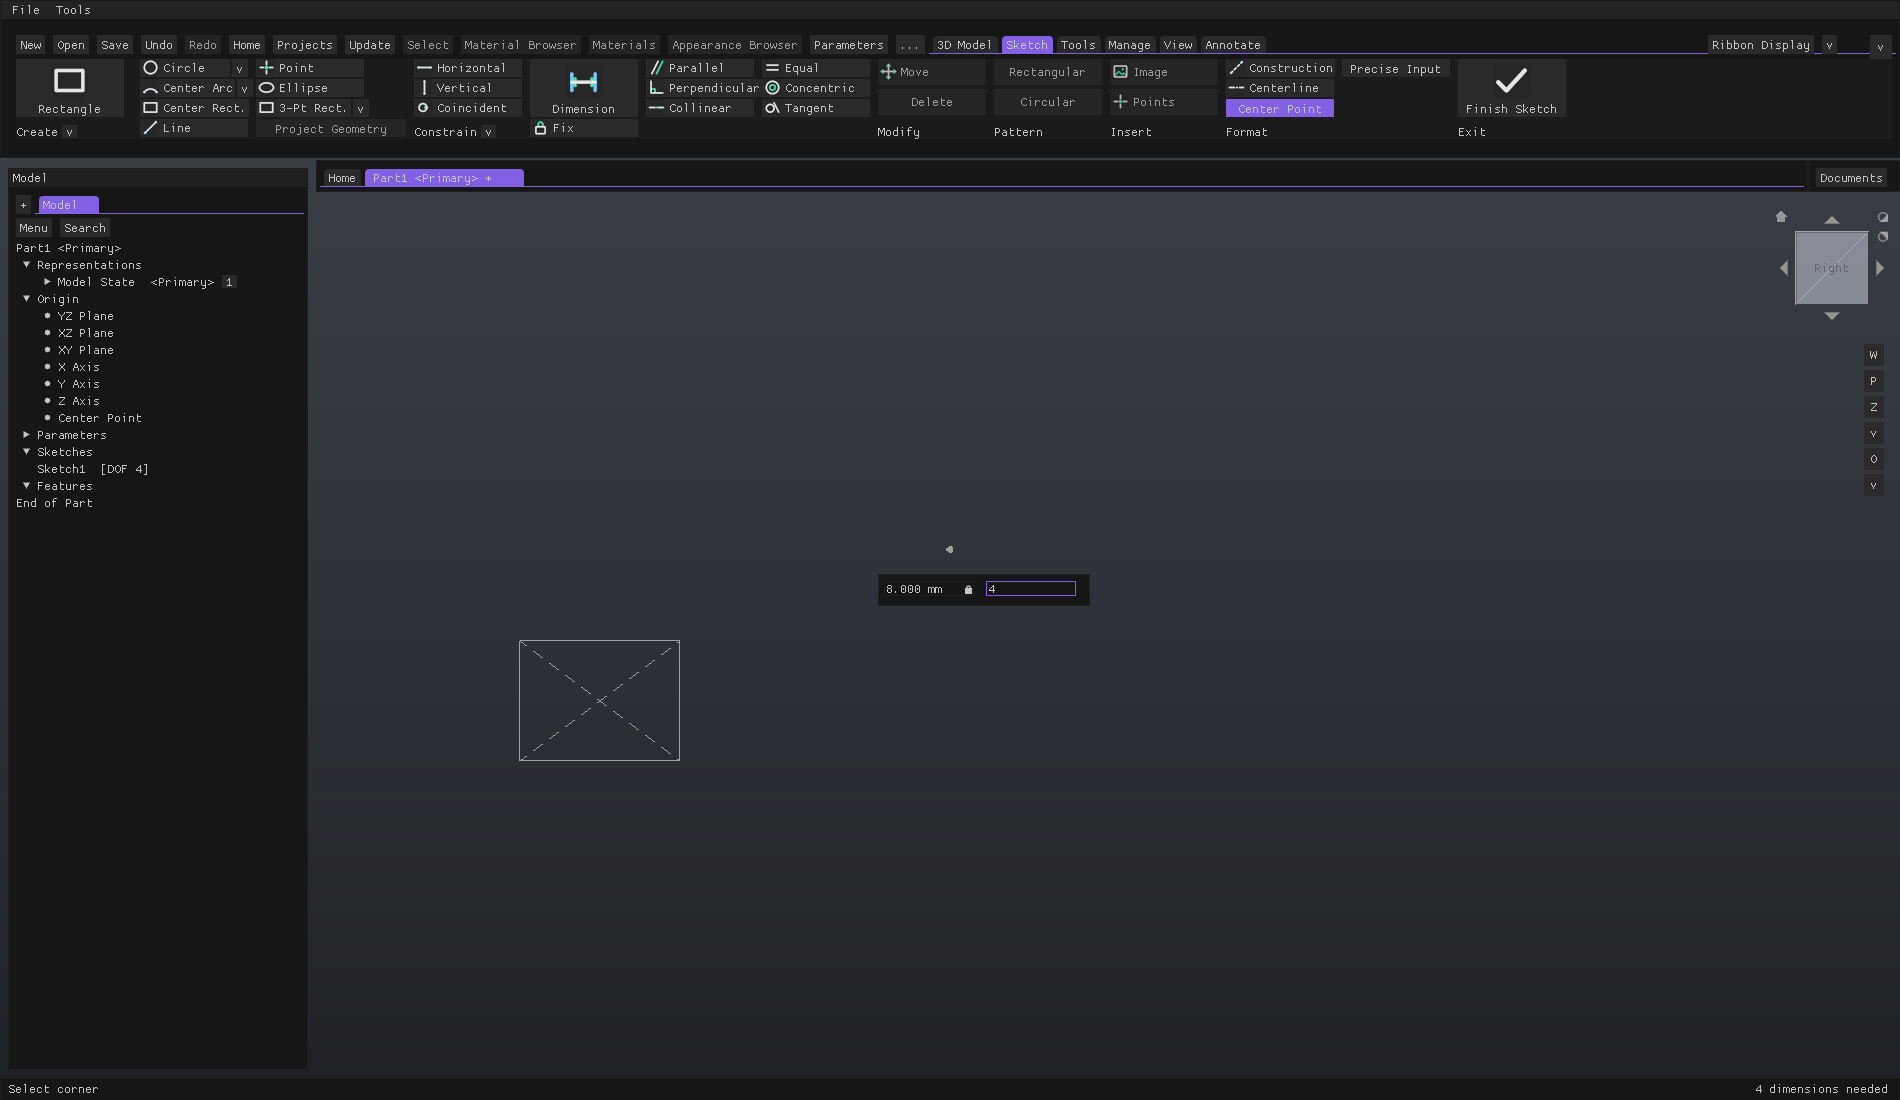 File Tools
New Open Save Undo Redo Home Projects Update Select Material Browser Materials Appearance Browser Parameters ... 3D Model Sketch Tools Manage View Annotate Ribbon Display v v
Circle v Point Horizontal Parallel Equal Move Rectangular Image Construction Precise Input
Center Arc v Ellipse Vertical Perpendicular Concentric Centerline
Rectangle Center Rect. 3-Pt Rect. v Coincident Dimension Collinear Tangent Delete Circular Points Center Point Finish Sketch
Create v Line Project Geometry Constrain v Fix Modify Pattern Insert Format Exit
Model
Home Part1 <Primary> * Documents
+ Model
Menu Search
Part1 <Primary>
Representations
Model State <Primary> 1
Origin
YZ Plane
XZ Plane
XY Plane
X Axis
Y Axis
Z Axis
Center Point
Parameters
Sketches
Sketch1 [DOF 4]
Features
End of Part
Right
W
P
Z
v
O
v
8.000 mm 4
Select corner 4 dimensions needed